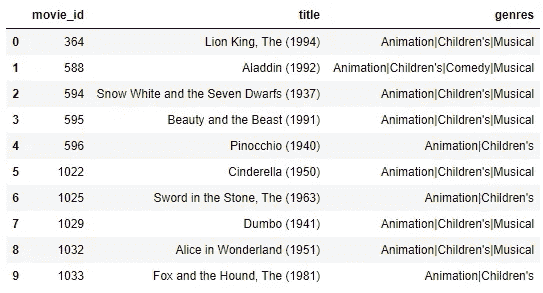 movie_id title genres
0 364 Lion King, The (1994) Animation|Children's|Musical
1 588 Aladdin (1992) Animation|Children's|Comedy|Musical
2 594 Snow White and the Seven Dwarfs (1937) Animation|Children's|Musical
3 595 Beauty and the Beast (1991) Animation|Children's|Musical
4 596 Pinocchio (1940) Animation|Children's
5 1022 Cinderella (1950) Animation|Children's|Musical
6 1025 Sword in the Stone, The (1963) Animation|Children's
7 1029 Dumbo (1941) Animation|Children's|Musical
8 1032 Alice in Wonderland (1951) Animation|Children's|Musical
9 1033 Fox and the Hound, The (1981) Animation|Children's